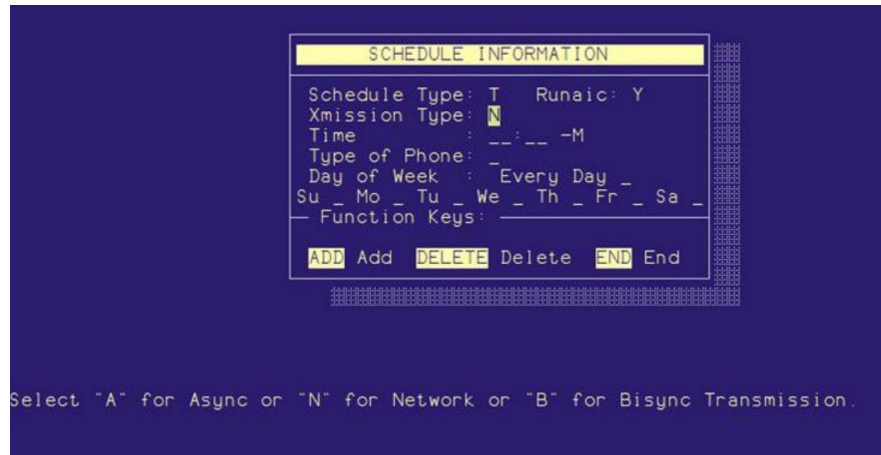 SCHEDULE INFORMATION
Schedule Type: T Runaic: Y
Xmission Type: N
Time : __:__ -M
Type of Phone: _
Day of Week : Every Day _
Su _ Mo _ Tu _ We _ Th _ Fr _ Sa _
Function Keys:
ADD Add DELETE Delete END End
Select "A" for Async or "N" for Network or "B" for Bisync Transmission.